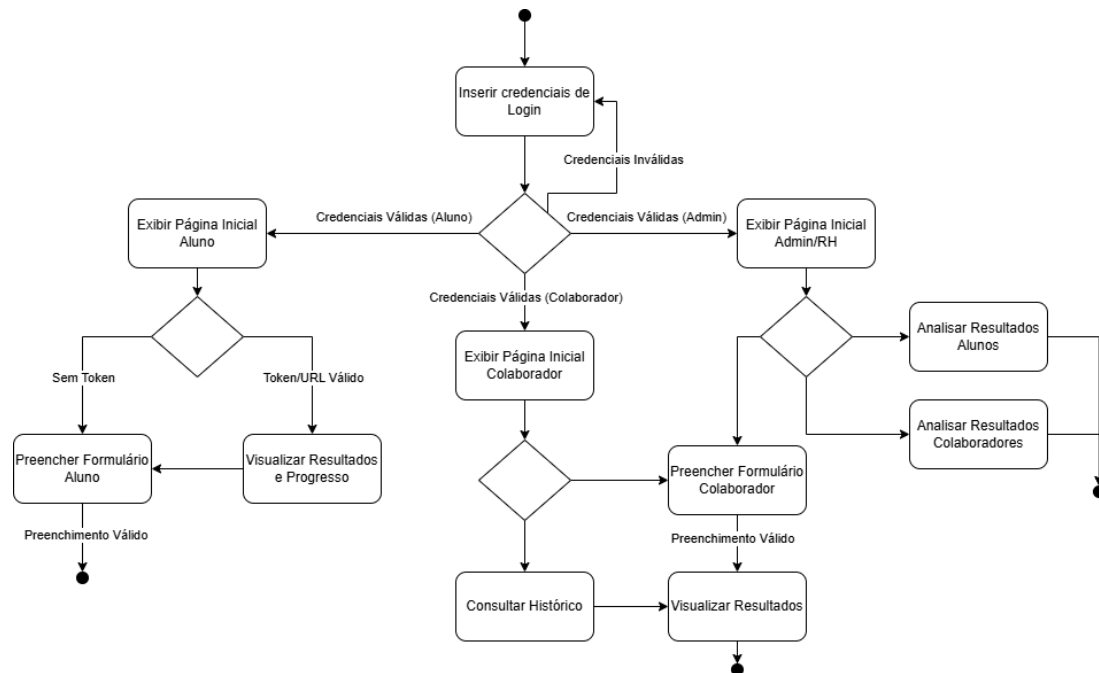 Inserir credenciais de
Login
Credenciais Inválidas
Exibir Página Inicial
Aluno
Credenciais Válidas (Aluno)
Credenciais Válidas (Admin)
Exibir Página Inicial
Admin/RH
Credenciais Válidas (Colaborador)
Exibir Página Inicial
Colaborador
Analisar Resultados
Alunos
Sem Token
Token/URL Válido
Analisar Resultados
Colaboradores
Preencher Formulário
Aluno
Visualizar Resultados
e Progresso
Preencher Formulário
Colaborador
Preenchimento Válido
Preenchimento Válido
Consultar Histórico
Visualizar Resultados